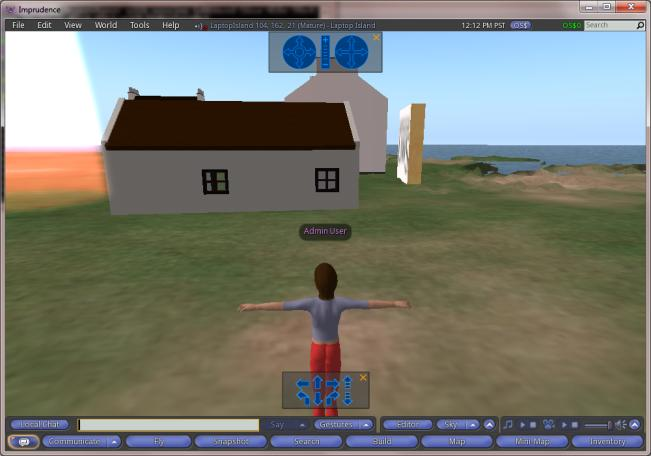 Imprudence
File Edit View World Tools Help LaptopIsland 104, 162, 21 (Mature) - Laptop Island 12:12 PM PST OS$ OS$0 Search
Admin User
Local Chat Say Gestures Editor Sky
Communicate Fly Snapshot Search Build Map Mini-Map Inventory